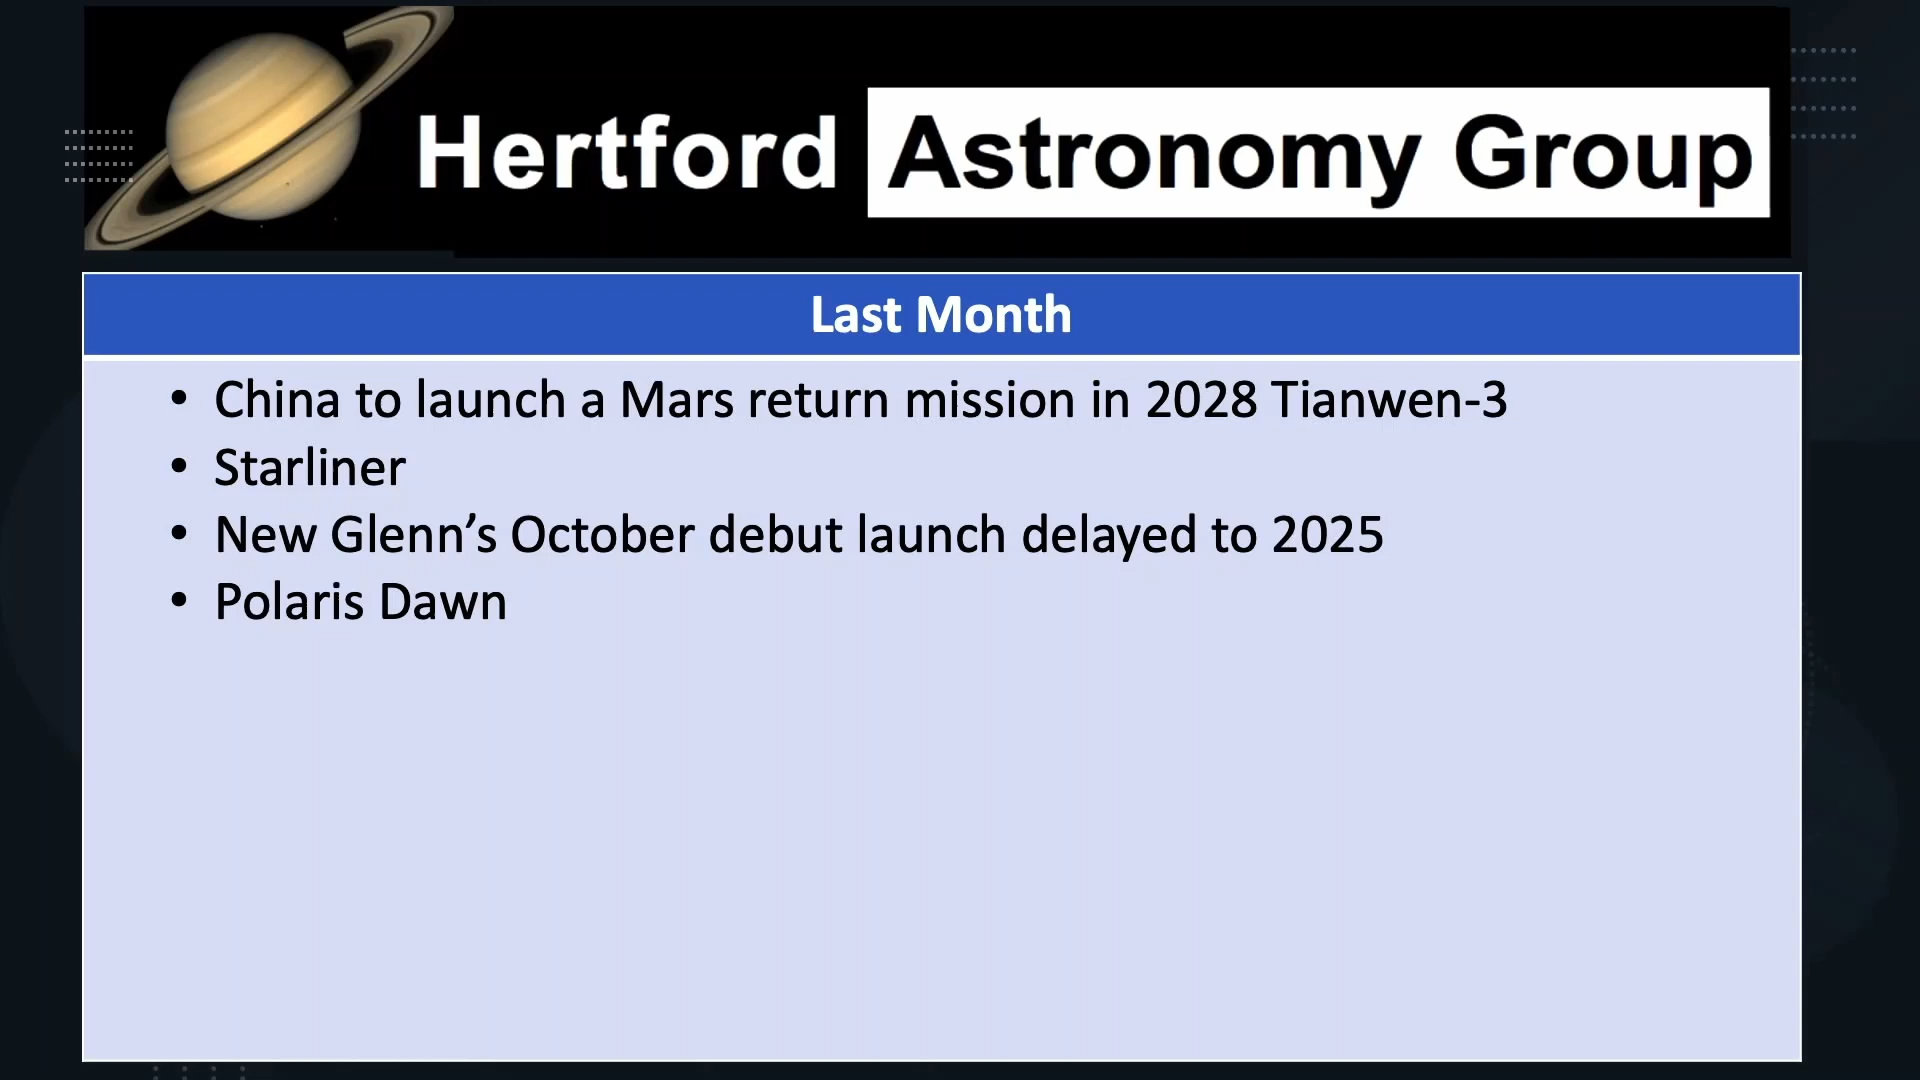 Hertford Astronomy Group
Last Month
• China to launch a Mars return mission in 2028 Tianwen-3
• Starliner
• New Glenn’s October debut launch delayed to 2025
• Polaris Dawn